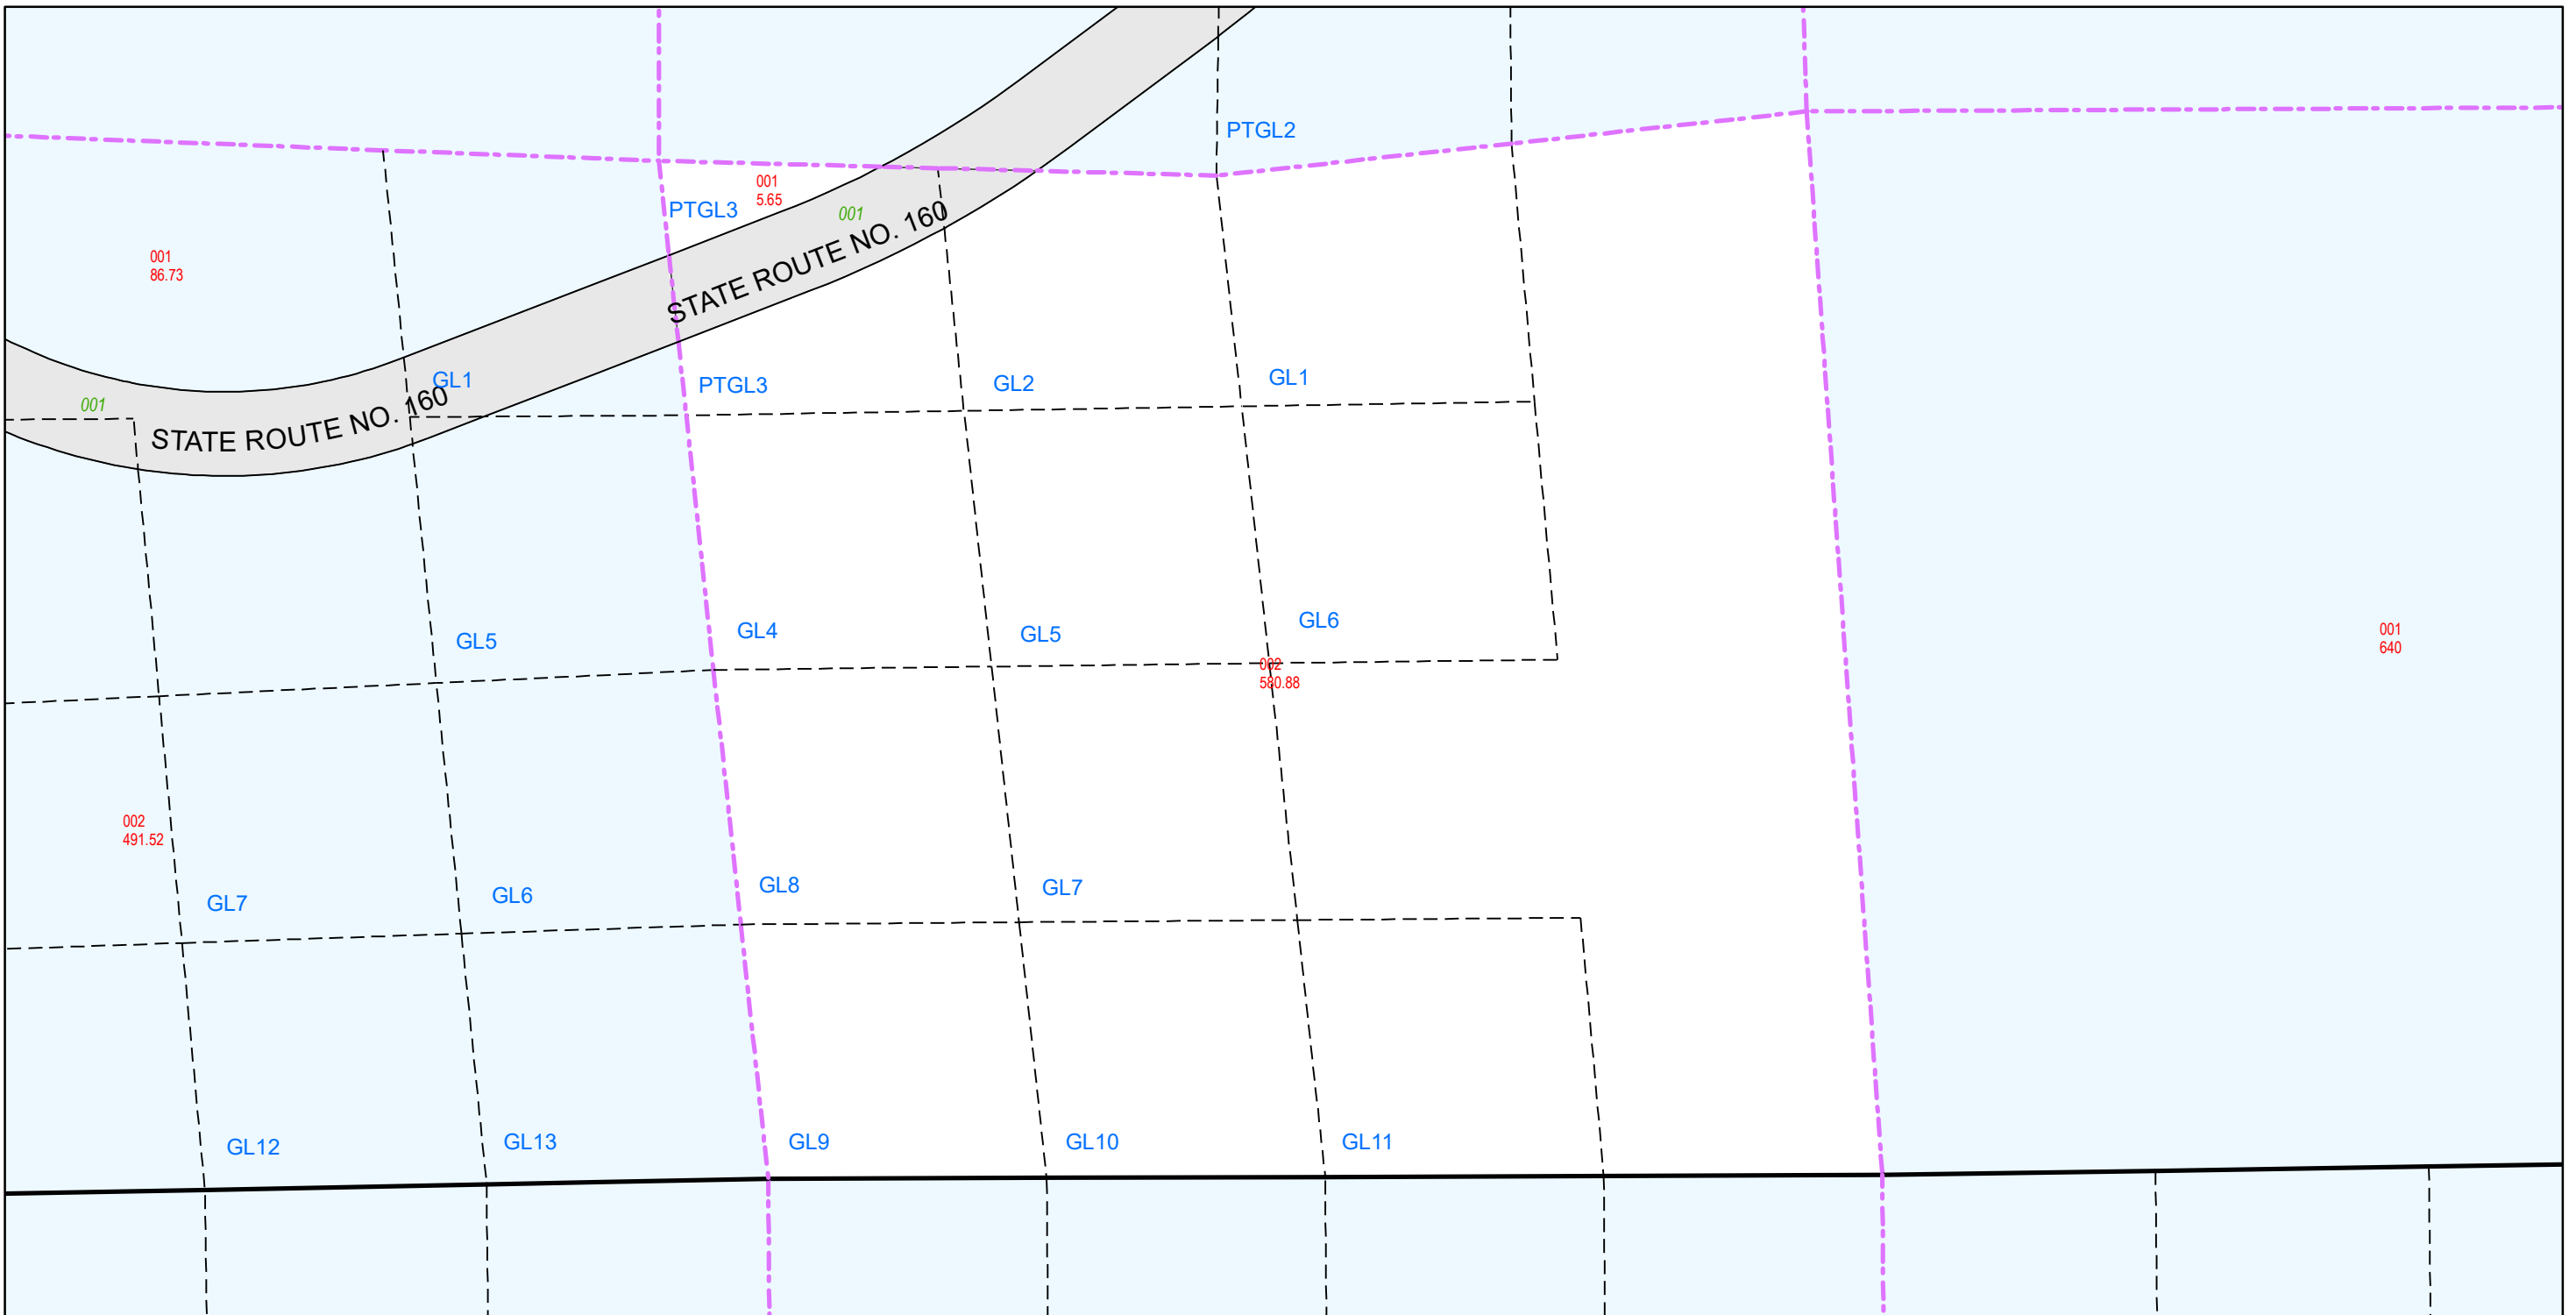 PTGL2
001
5.65
PTGL3
001
STATE ROUTE NO. 160
001
86.73
GL1
PTGL3
GL2
GL1
001
STATE ROUTE NO. 160
GL5
GL4
GL5
GL6
001
640
002
580.88
002
491.52
GL7
GL6
GL8
GL7
GL12
GL13
GL9
GL10
GL11